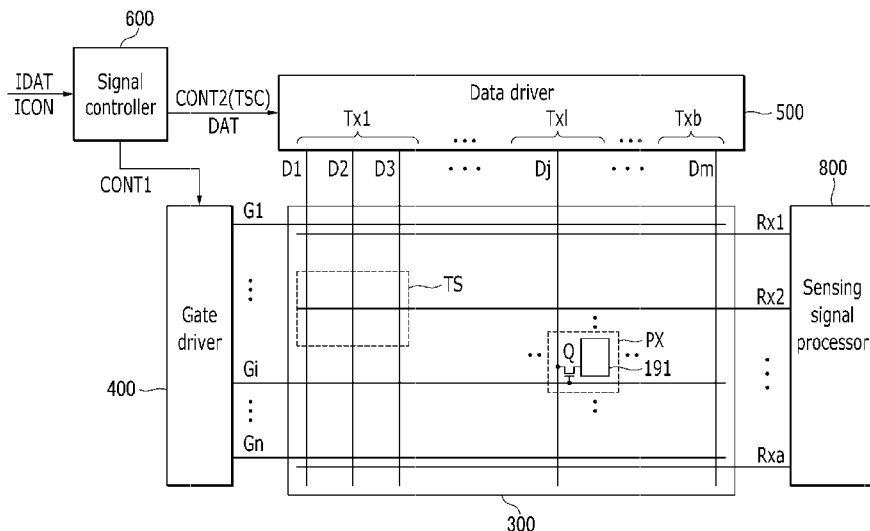 600
IDAT
ICON
Signal
controller
CONT2(TSC)
DAT
CONT1
Data driver
Tx1
...
Txl
...
Txb
500
D1
D2
D3
...
Dj
...
Dm
800
G1
Rx1
TS
Rx2
Gate
driver
Sensing
signal
processor
PX
Q
191
400
Gi
Gn
Rxa
300